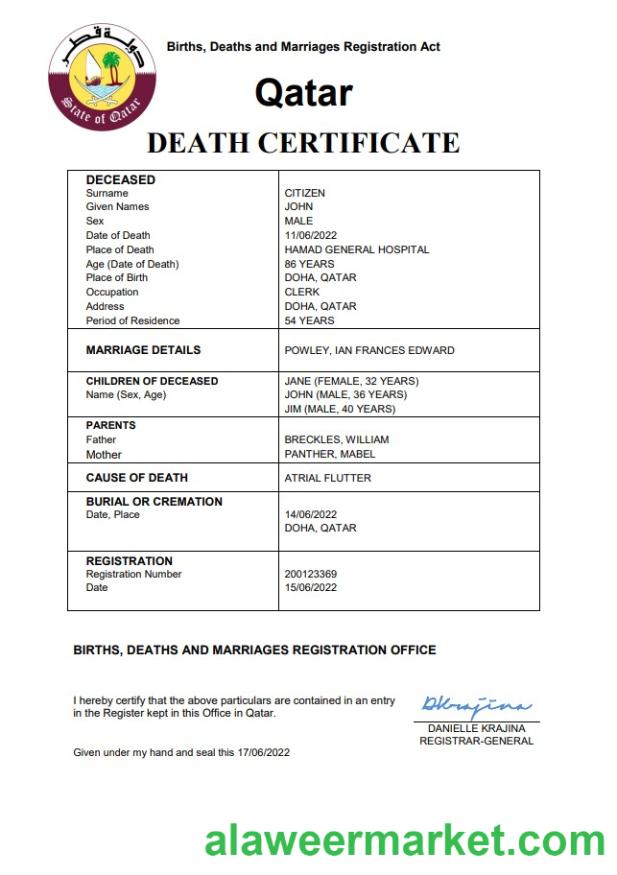 دولة قطر
State of Qatar
Births, Deaths and Marriages Registration Act
Qatar
DEATH CERTIFICATE
DECEASED
Surname CITIZEN
Given Names JOHN
Sex MALE
Date of Death 11/06/2022
Place of Death HAMAD GENERAL HOSPITAL
Age (Date of Death) 86 YEARS
Place of Birth DOHA, QATAR
Occupation CLERK
Address DOHA, QATAR
Period of Residence 54 YEARS
MARRIAGE DETAILS POWLEY, IAN FRANCES EDWARD
CHILDREN OF DECEASED JANE (FEMALE, 32 YEARS)
Name (Sex, Age) JOHN (MALE, 36 YEARS)
JIM (MALE, 40 YEARS)
PARENTS
Father BRECKLES, WILLIAM
Mother PANTHER, MABEL
CAUSE OF DEATH ATRIAL FLUTTER
BURIAL OR CREMATION
Date, Place 14/06/2022
DOHA, QATAR
REGISTRATION
Registration Number 200123369
Date 15/06/2022
BIRTHS, DEATHS AND MARRIAGES REGISTRATION OFFICE
I hereby certify that the above particulars are contained in an entry
in the Register kept in this Office in Qatar.
DKrajina
DANIELLE KRAJINA
REGISTRAR-GENERAL
Given under my hand and seal this 17/06/2022
alaweermarket.com